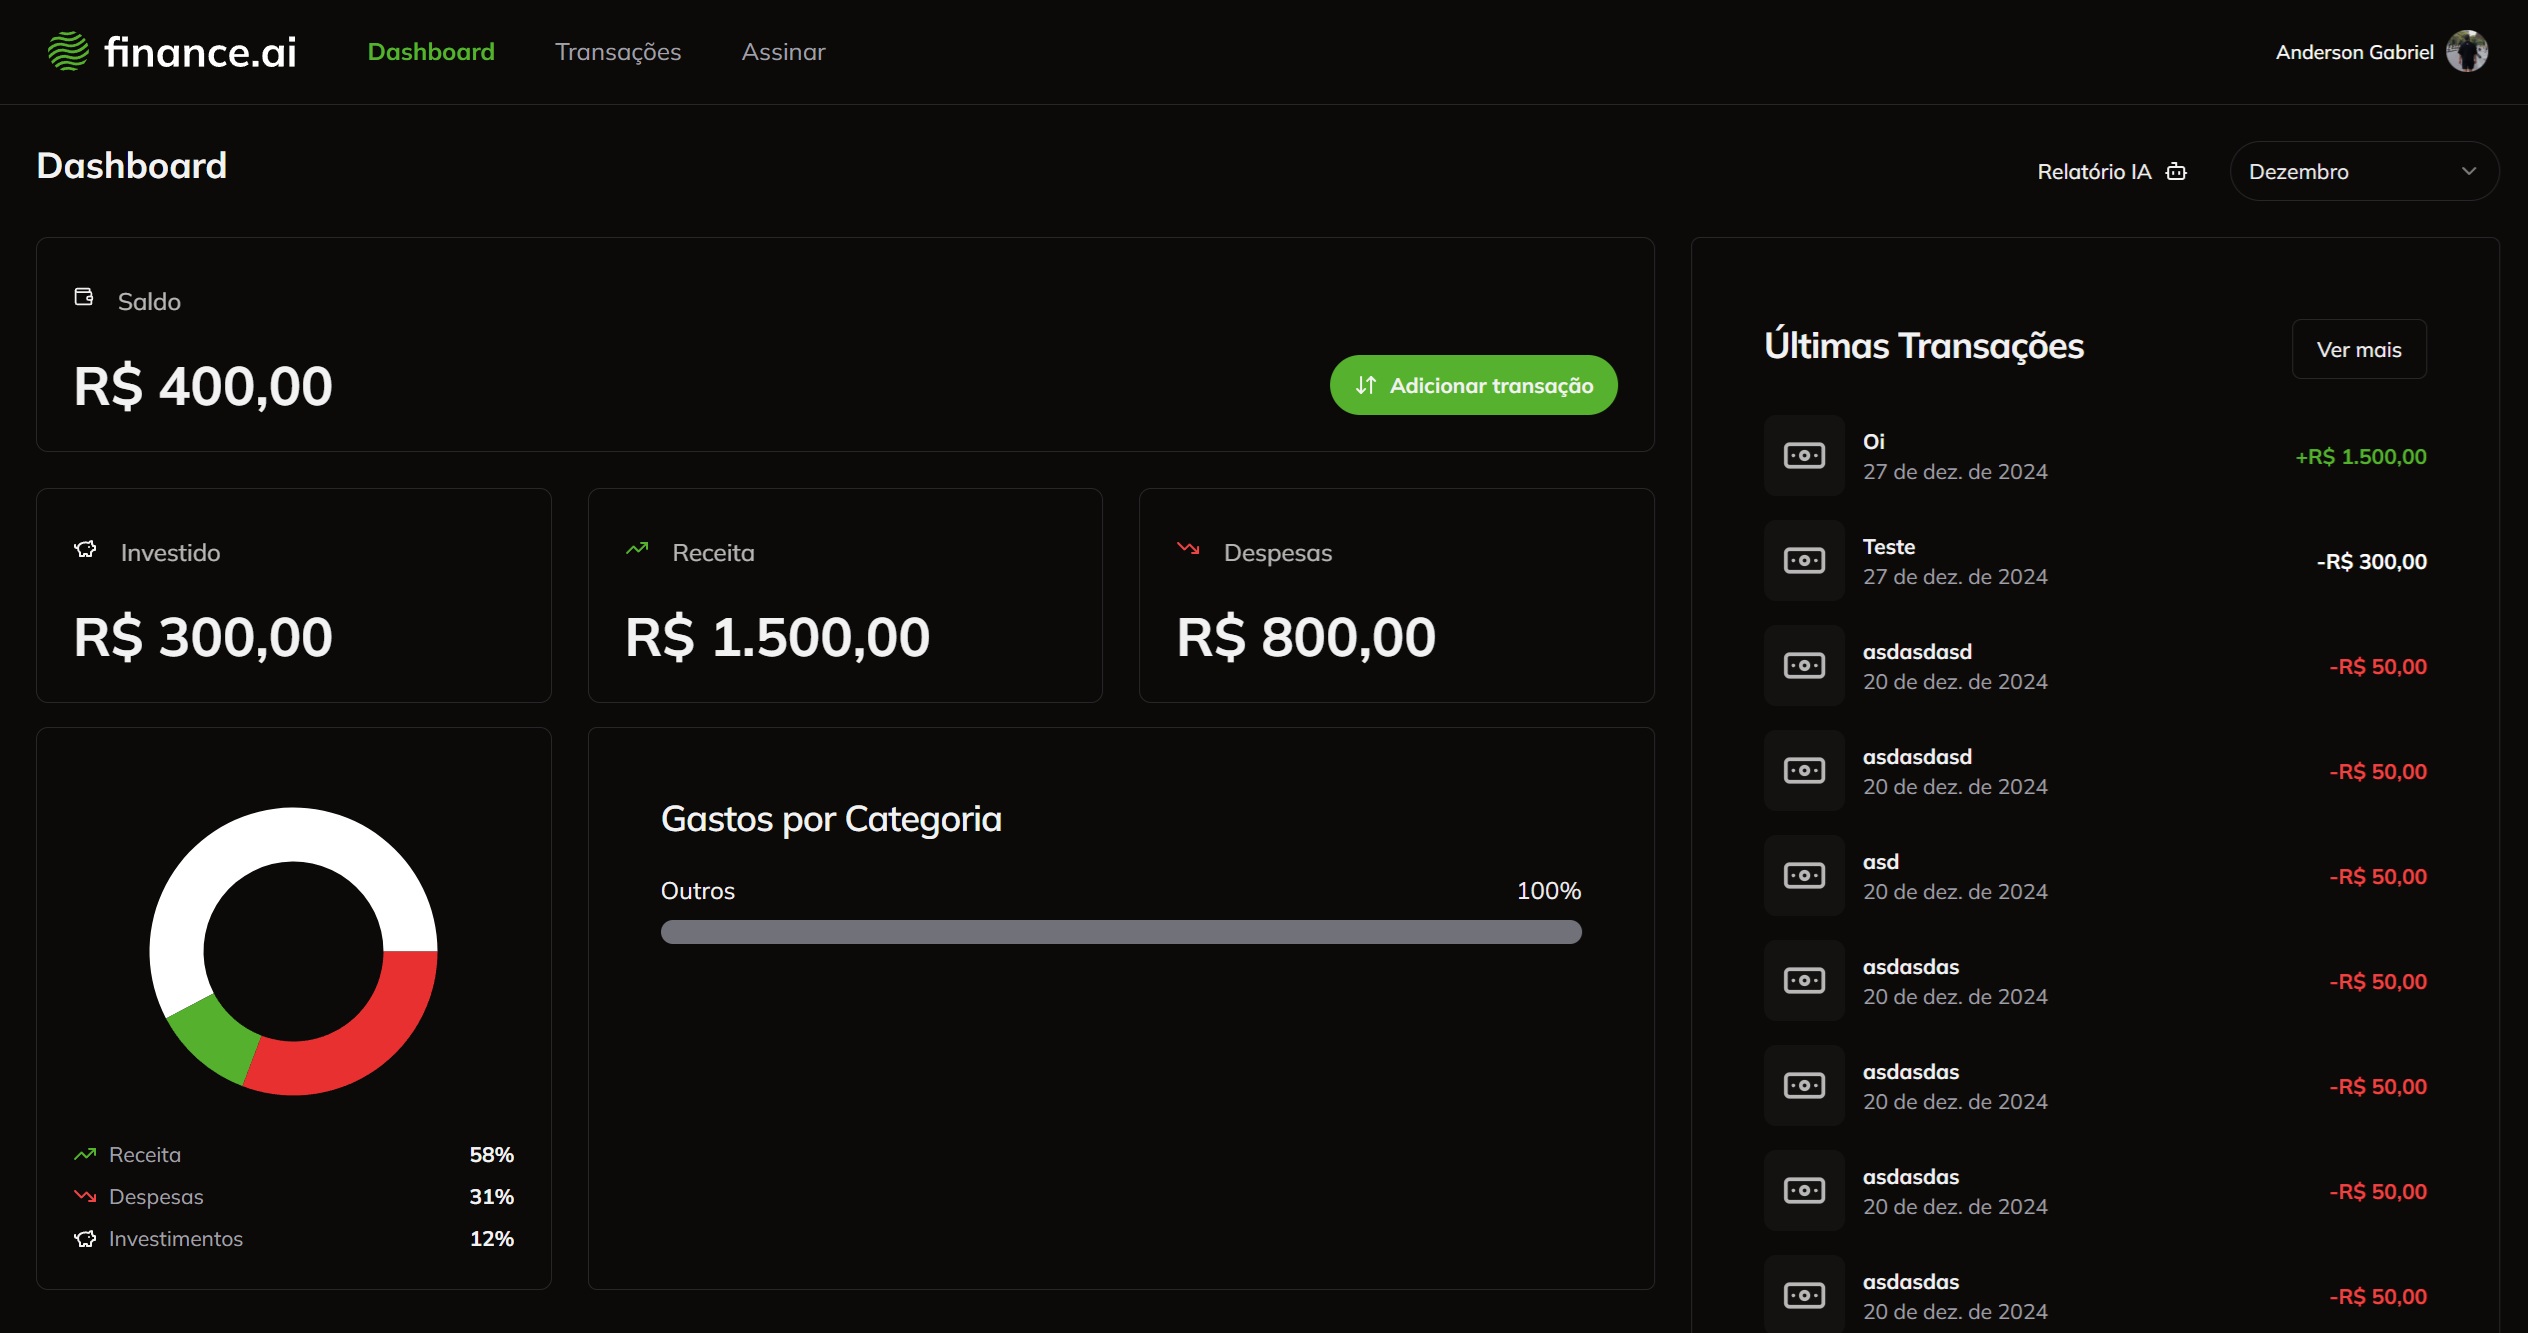 finance.ai
Dashboard
Transações
Assinar
Anderson Gabriel
Dashboard
Relatório IA
Dezembro
Saldo
R$ 400,00
Adicionar transação
Investido
R$ 300,00
Receita
R$ 1.500,00
Despesas
R$ 800,00
Receita 58%
Despesas 31%
Investimentos 12%
Gastos por Categoria
Outros 100%
Últimas Transações
Ver mais
Oi
27 de dez. de 2024
+R$ 1.500,00
Teste
27 de dez. de 2024
-R$ 300,00
asdasdasd
20 de dez. de 2024
-R$ 50,00
asdasdasd
20 de dez. de 2024
-R$ 50,00
asd
20 de dez. de 2024
-R$ 50,00
asdasdas
20 de dez. de 2024
-R$ 50,00
asdasdas
20 de dez. de 2024
-R$ 50,00
asdasdas
20 de dez. de 2024
-R$ 50,00
asdasdas
20 de dez. de 2024
-R$ 50,00